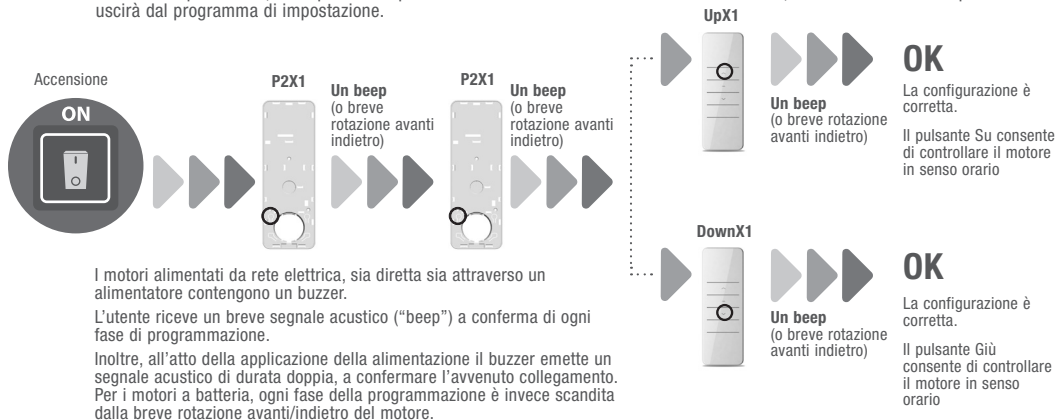 uscirà dal programma di impostazione.
Accensione
ON
P2X1
Un beep
(o breve
rotazione avanti
indietro)
P2X1
Un beep
(o breve
rotazione avanti
indietro)
UpX1
Un beep
(o breve rotazione
avanti indietro)
OK
La configurazione è
corretta.
Il pulsante Su consente
di controllare il motore
in senso orario
DownX1
Un beep
(o breve rotazione
avanti indietro)
OK
La configurazione è
corretta.
Il pulsante Giù
consente di controllare
il motore in senso
orario
I motori alimentati da rete elettrica, sia diretta sia attraverso un
alimentatore contengono un buzzer.
L'utente riceve un breve segnale acustico (“beep”) a conferma di ogni
fase di programmazione.
Inoltre, all'atto della applicazione della alimentazione il buzzer emette un
segnale acustico di durata doppia, a confermare l'avvenuto collegamento.
Per i motori a batteria, ogni fase della programmazione è invece scandita
dalla breve rotazione avanti/indietro del motore.